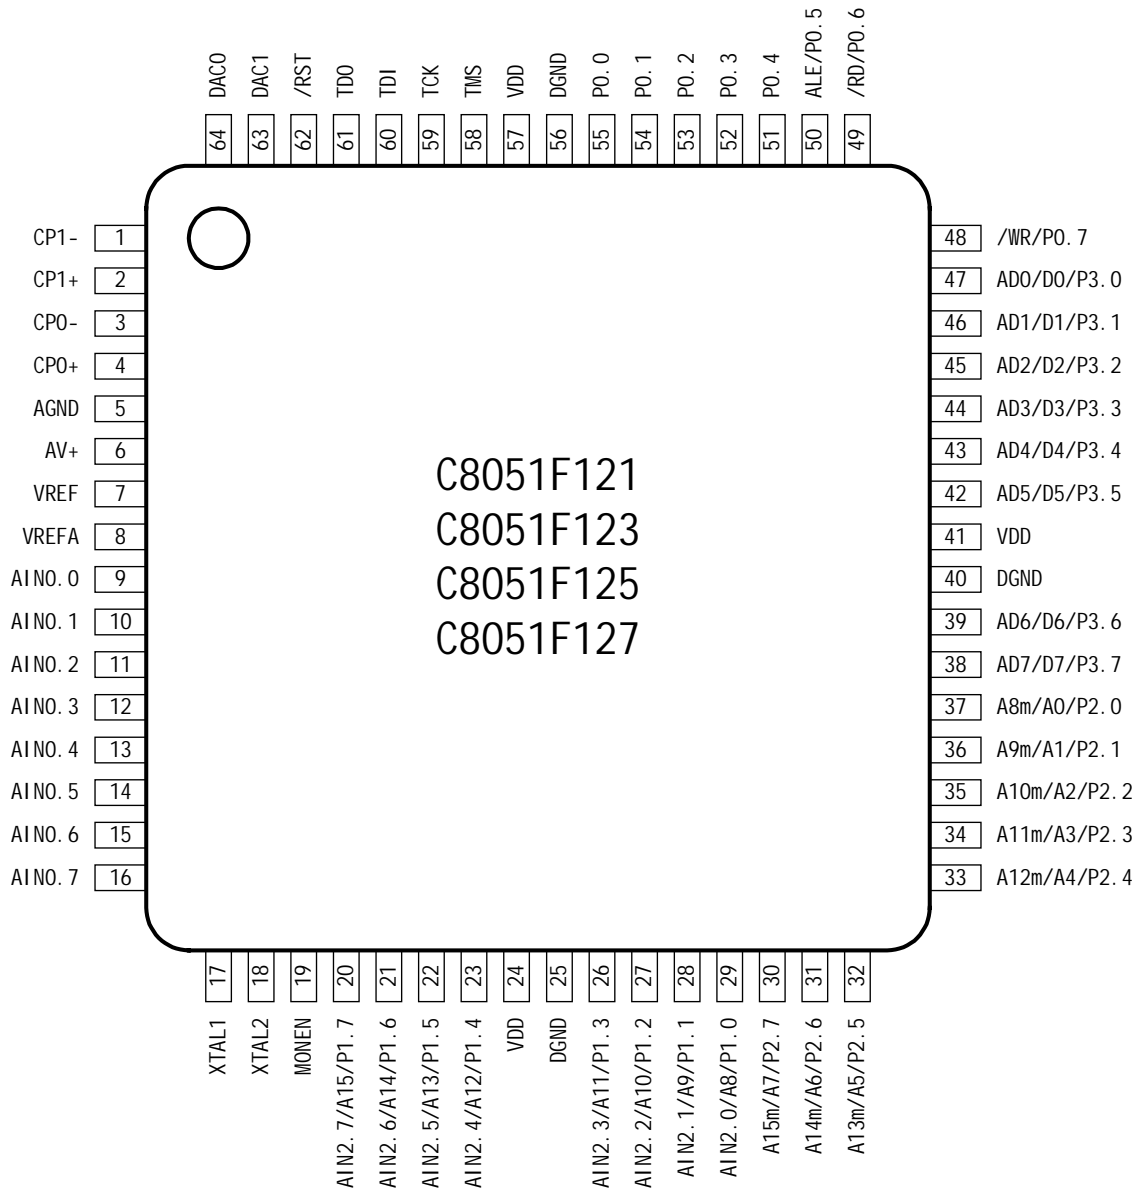 DAC0
DAC1
/RST
TDO
TDI
TCK
TMS
VDD
DGND
P0.0
P0.1
P0.2
P0.3
P0.4
ALE/P0.5
/RD/P0.6
64
63
62
61
60
59
58
57
56
55
54
53
52
51
50
49
CP1- 1
CP1+ 2
CP0- 3
CP0+ 4
AGND 5
AV+ 6
VREF 7
VREFA 8
AIN0.0 9
AIN0.1 10
AIN0.2 11
AIN0.3 12
AIN0.4 13
AIN0.5 14
AIN0.6 15
AIN0.7 16
C8051F121
C8051F123
C8051F125
C8051F127
48 /WR/P0.7
47 AD0/D0/P3.0
46 AD1/D1/P3.1
45 AD2/D2/P3.2
44 AD3/D3/P3.3
43 AD4/D4/P3.4
42 AD5/D5/P3.5
41 VDD
40 DGND
39 AD6/D6/P3.6
38 AD7/D7/P3.7
37 A8m/A0/P2.0
36 A9m/A1/P2.1
35 A10m/A2/P2.2
34 A11m/A3/P2.3
33 A12m/A4/P2.4
17
18
19
20
21
22
23
24
25
26
27
28
29
30
31
32
XTAL1
XTAL2
MONEN
AIN2.7/A15/P1.7
AIN2.6/A14/P1.6
AIN2.5/A13/P1.5
AIN2.4/A12/P1.4
VDD
DGND
AIN2.3/A11/P1.3
AIN2.2/A10/P1.2
AIN2.1/A9/P1.1
AIN2.0/A8/P1.0
A15m/A7/P2.7
A14m/A6/P2.6
A13m/A5/P2.5